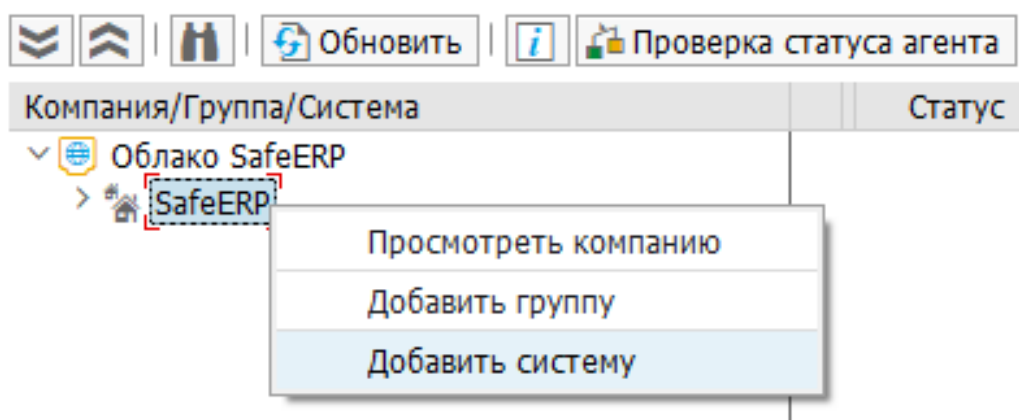 Обновить i Проверка статуса агента
Компания/Группа/Система Статус
Облако SafeERP
SafeERP
Просмотреть компанию
Добавить группу
Добавить систему